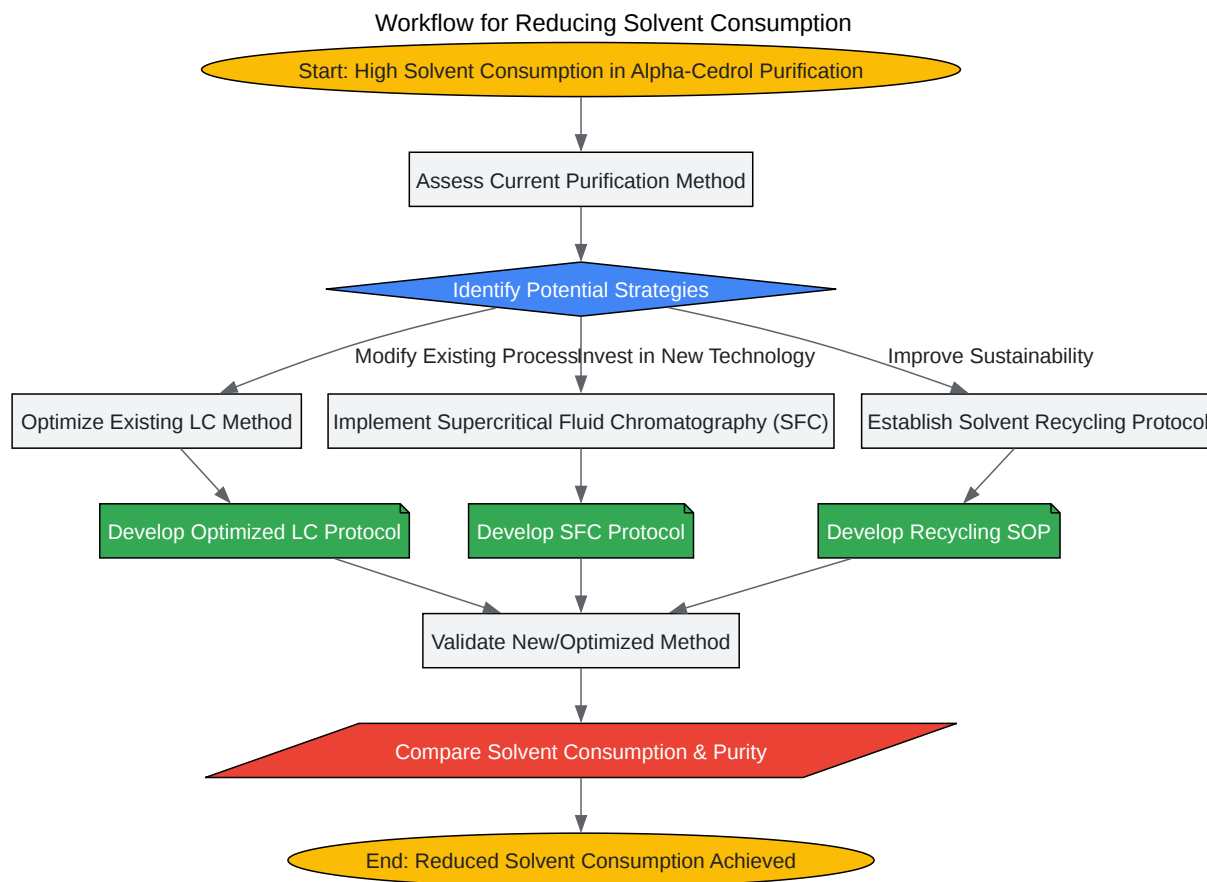 Workflow for Reducing Solvent Consumption
Start: High Solvent Consumption in Alpha-Cedrol Purification
Assess Current Purification Method
Identify Potential Strategies
Modify Existing Process
Invest in New Technology
Improve Sustainability
Optimize Existing LC Method
Implement Supercritical Fluid Chromatography (SFC)
Establish Solvent Recycling Protocol
Develop Optimized LC Protocol
Develop SFC Protocol
Develop Recycling SOP
Validate New/Optimized Method
Compare Solvent Consumption & Purity
End: Reduced Solvent Consumption Achieved